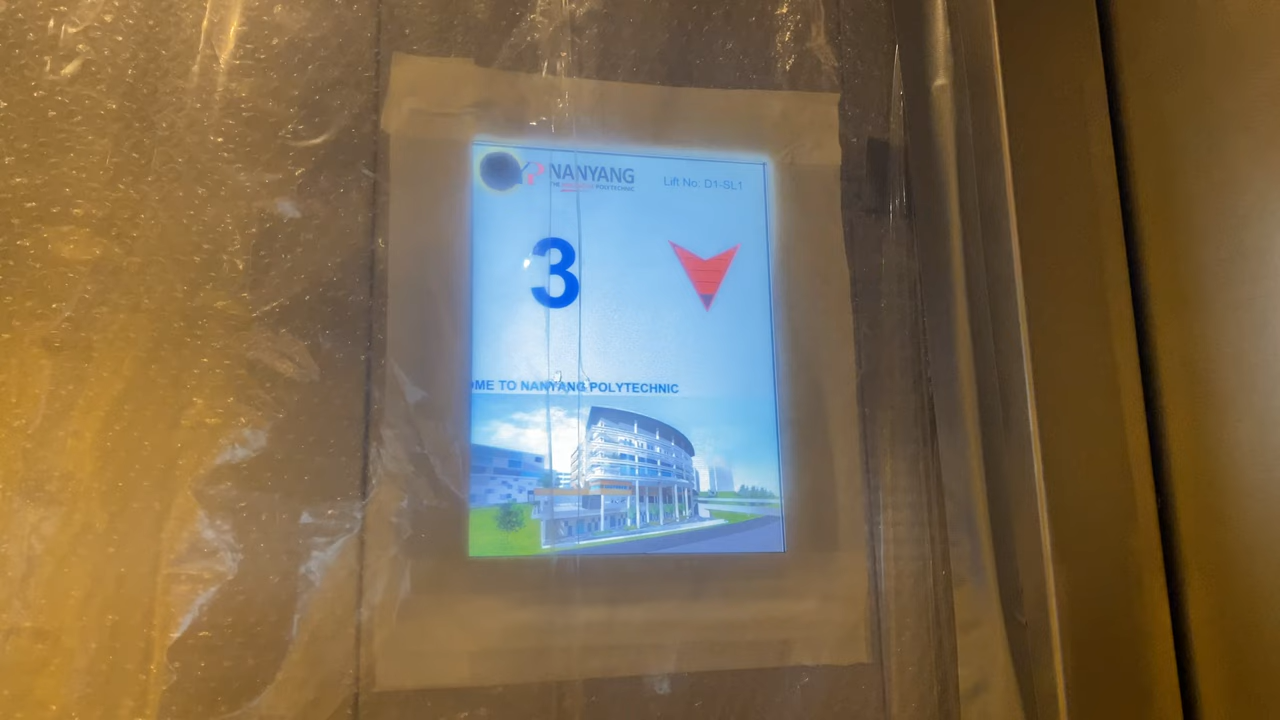 NANYANG
POLYTECHNIC
Lift No: D1-SL1
3
OME TO NANYANG POLYTECHNIC